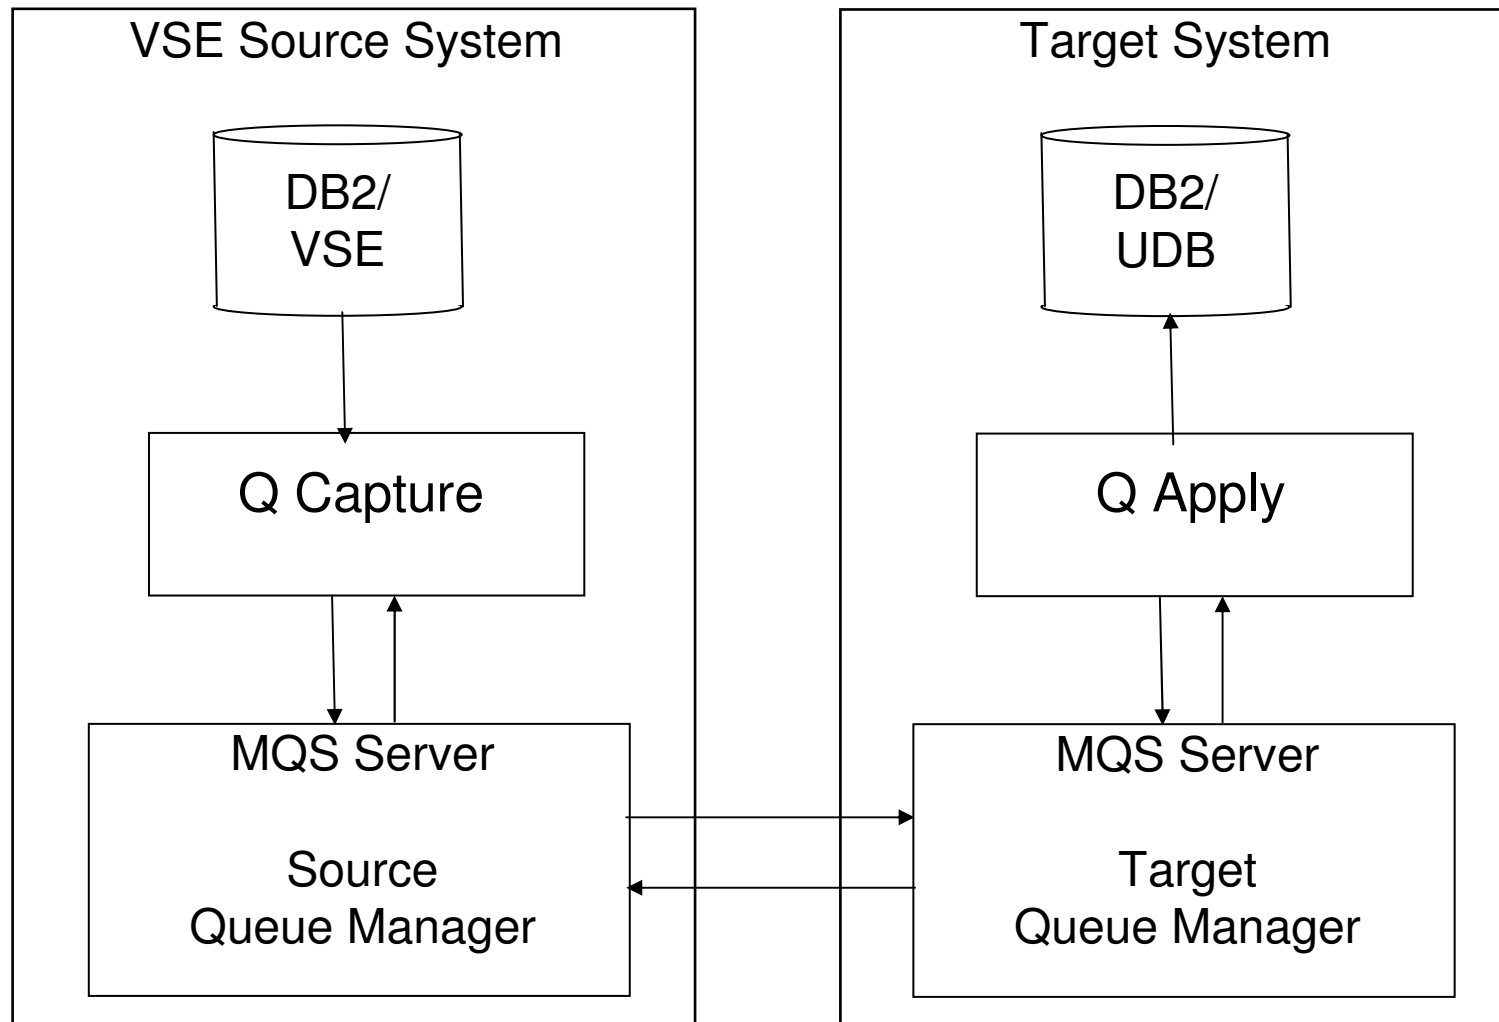 VSE Source System
DB2/
VSE
Q Capture
MQS Server
Source
Queue Manager
Target System
DB2/
UDB
Q Apply
MQS Server
Target
Queue Manager